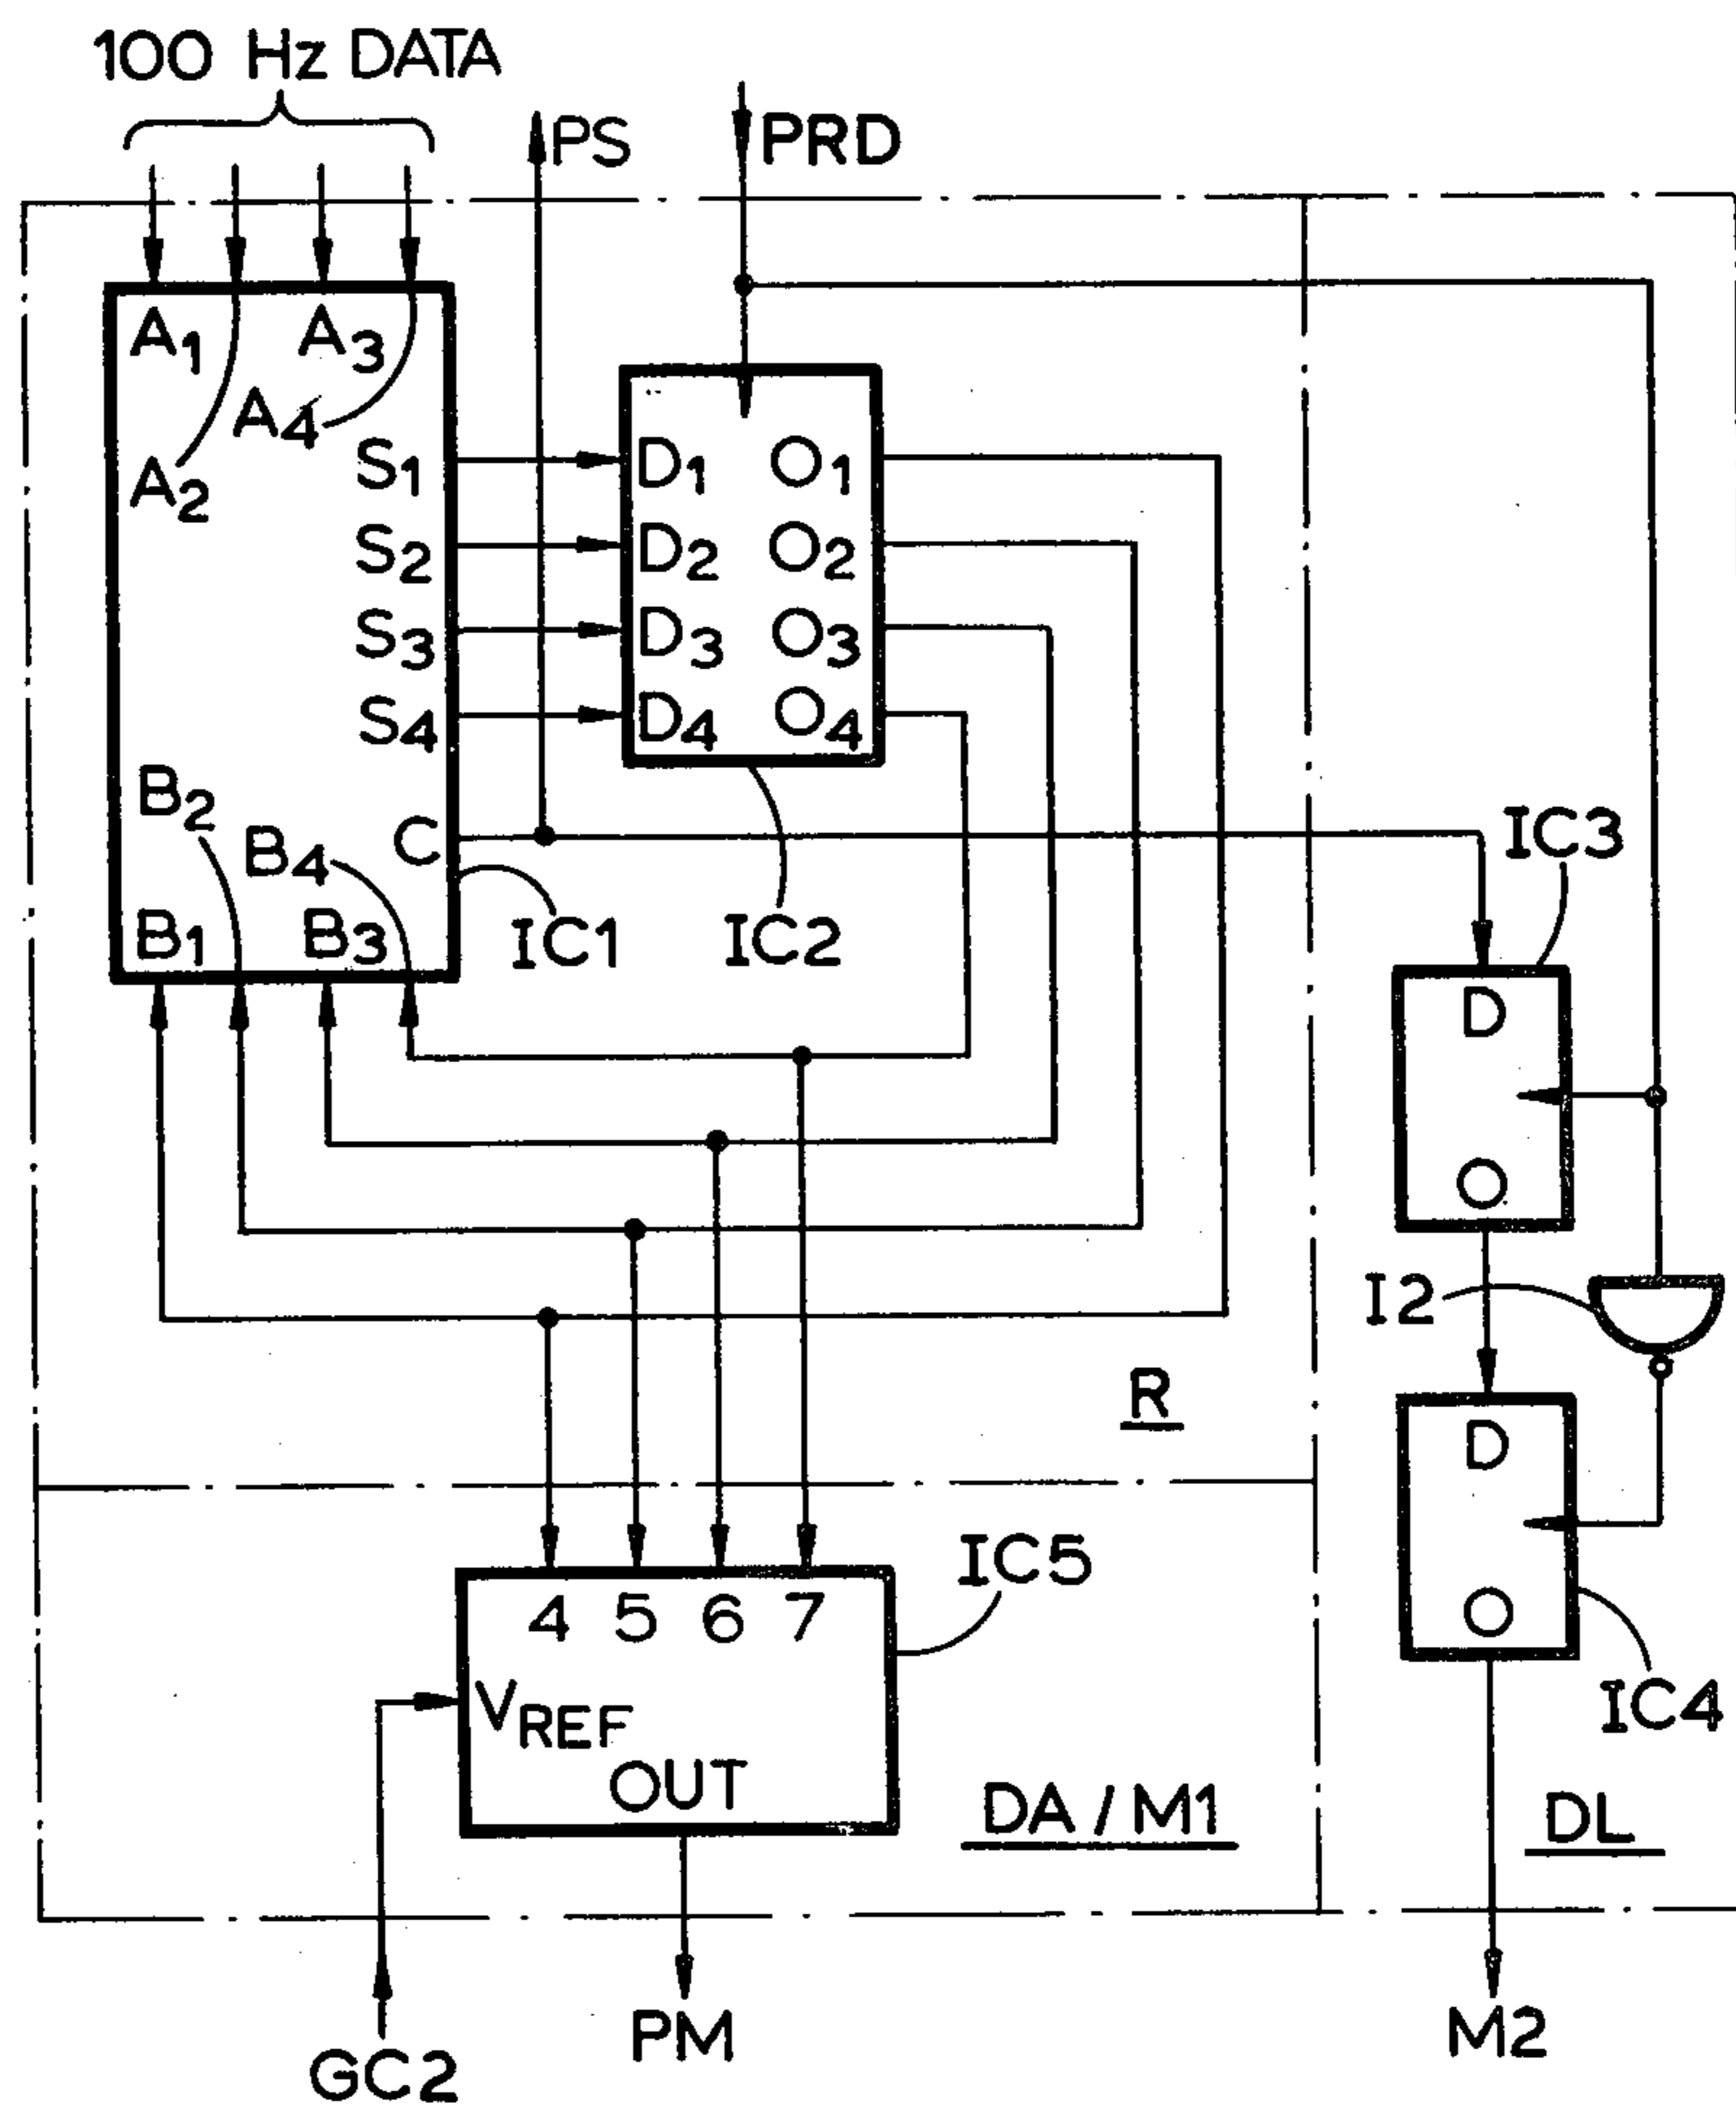 100 Hz DATA
PS
PRD
A1
A3
A4
A2
S1
D1
O1
S2
D2
O2
S3
D3
O3
S4
D4
O4
B2
B4
C
IC3
B1
B3
IC1
IC2
D
O
I2
R
D
IC5
4 5 6 7
O
VREF
IC4
OUT
DA / M1
DL
PM
M2
GC2